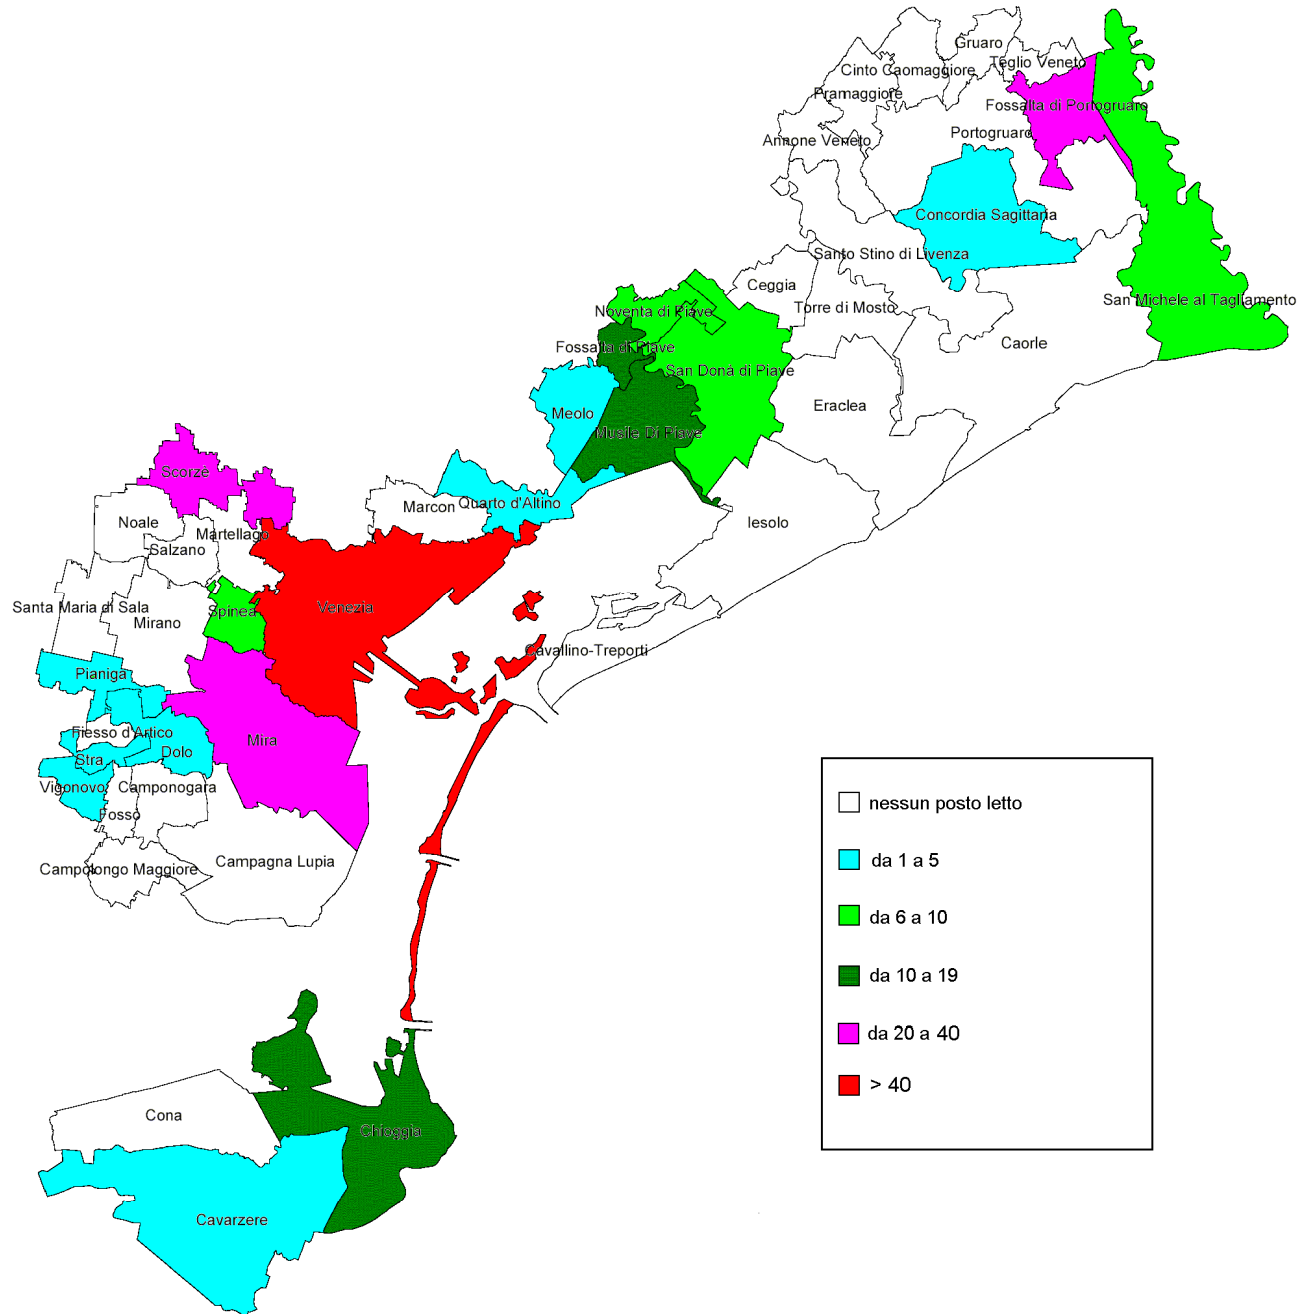 Gruaro
Teglio Veneto
Cinto Caomaggiore
Pramaggiore
Fossalta di Portogruaro
Portogruaro
Annone Veneto
Concordia Sagittaria
Santo Stino di Livenza
Ceggia
San Michele al Tagliamento
Torre di Mosto
Noventa di Piave
Caorle
Fossalta di Piave
San Donà di Piave
Eraclea
Meolo
Musile Di Piave
Scorzè
Marcon
Quarto d'Altino
Noale
Iesolo
Martellago
Salzano
Santa Maria di Sala
Mirano
Spinea
Venezia
Cavallino-Treporti
Pianiga
Fiesso d'Artico
Mira
Dolo
Stra
Vigonovo
Camponogara
Fossò
Campolongo Maggiore
Campagna Lupia
nessun posto letto
da 1 a 5
da 6 a 10
da 10 a 19
da 20 a 40
> 40
Cona
Chioggia
Cavarzere